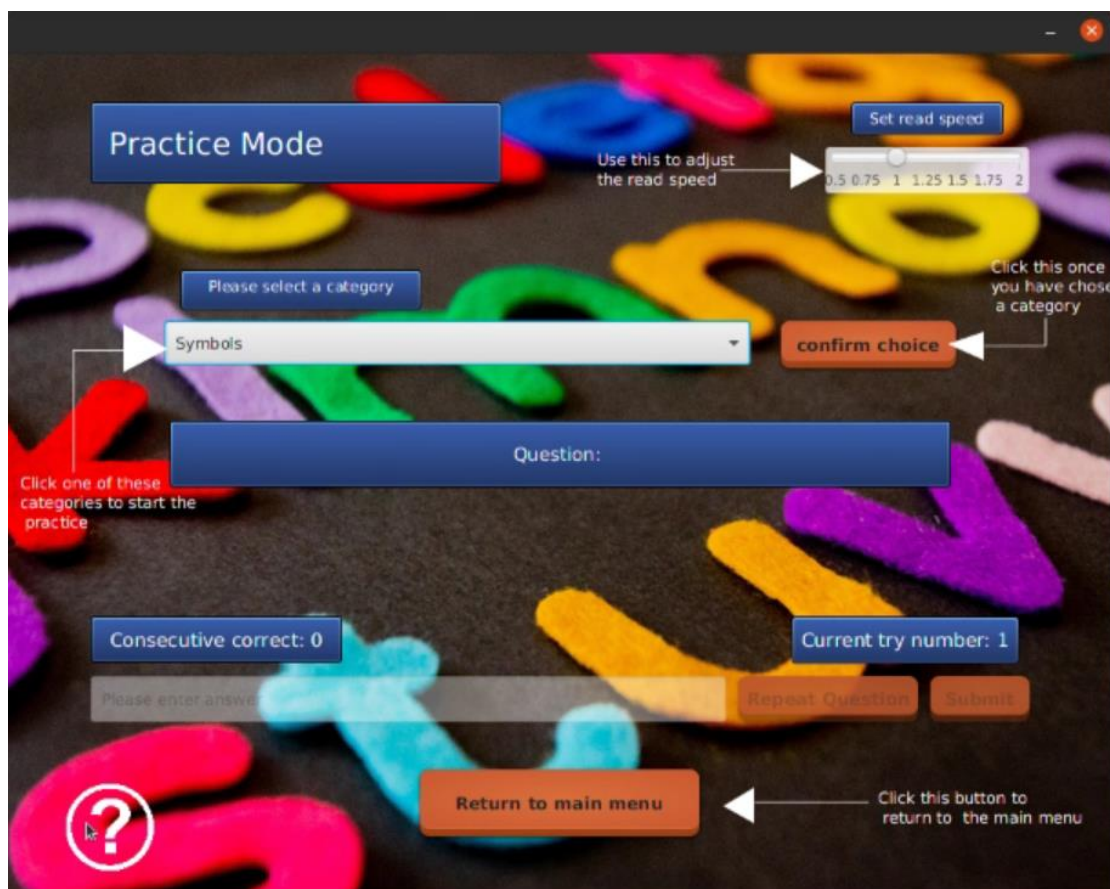 Practice Mode
Set read speed
Use this to adjust
the read speed
0.5 0.75 1 1.25 1.5 1.75 2
Please select a category
Click this once
you have chose
a category
Symbols
confirm choice
Question:
Click one of these
categories to start the
practice
Consecutive correct: 0
Current try number: 1
Please enter answer
Repeat Question
Submit
Return to main menu
Click this button to
return to the main menu
?